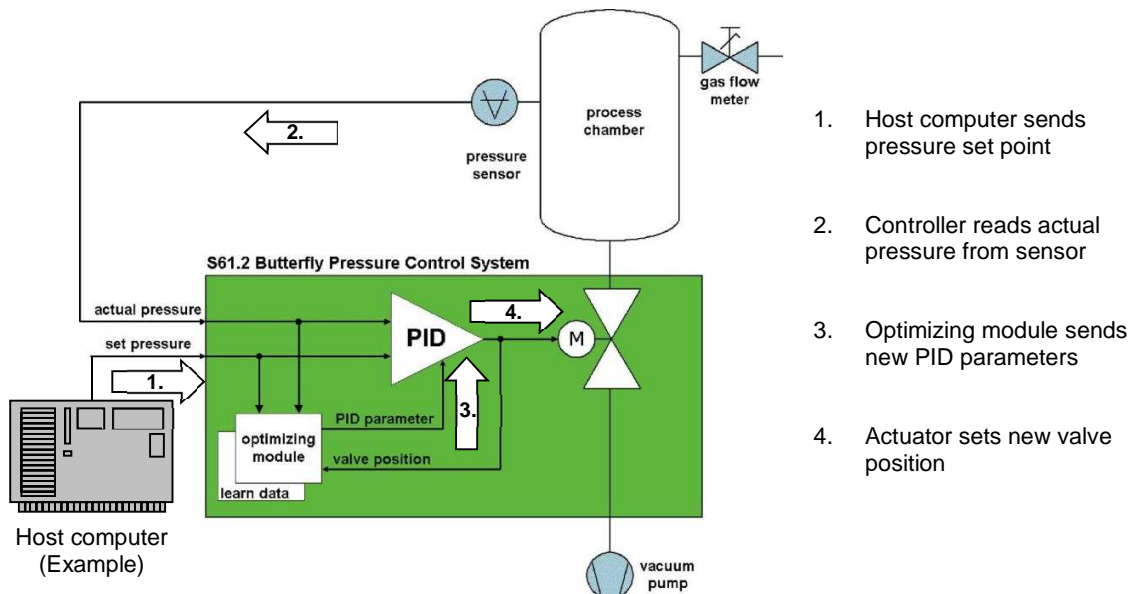 gas flow
meter
process
chamber
2.
pressure
sensor
S61.2 Butterfly Pressure Control System
actual pressure
set pressure
PID
4.
M
1.
3.
PID parameter
optimizing
module
valve position
learn data
Host computer
(Example)
vacuum
pump
1. Host computer sends
pressure set point
2. Controller reads actual
pressure from sensor
3. Optimizing module sends
new PID parameters
4. Actuator sets new valve
position